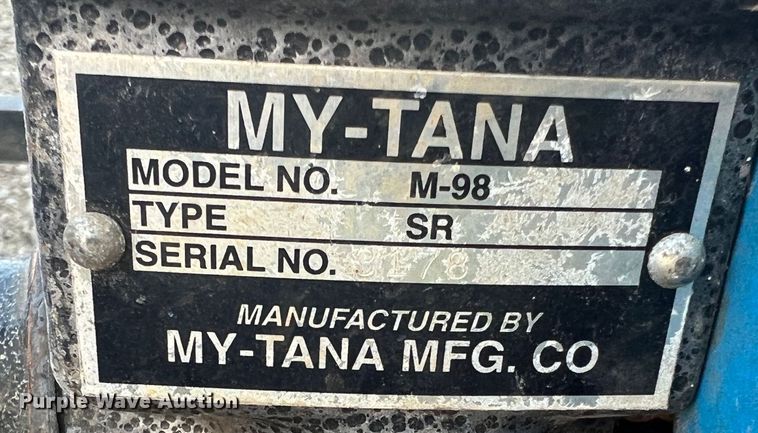 MY-TANA
MODEL NO. M-98
TYPE SR
SERIAL NO.
MANUFACTURED BY
MY-TANA MFG. CO
Purple Wave Auction